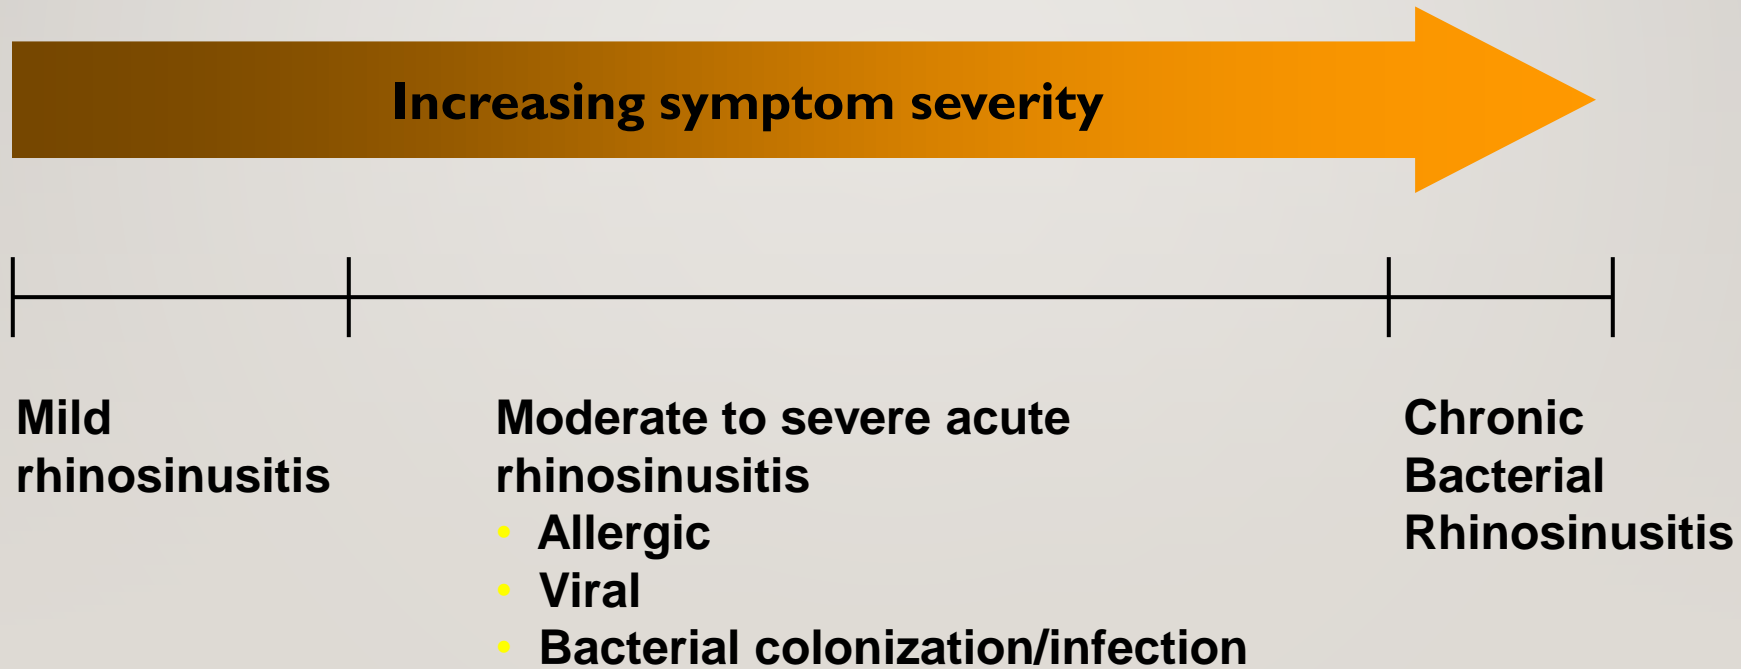 Increasing symptom severity
Mild
rhinosinusitis
Moderate to severe acute
rhinosinusitis
• Allergic
• Viral
• Bacterial colonization/infection
Chronic
Bacterial
Rhinosinusitis